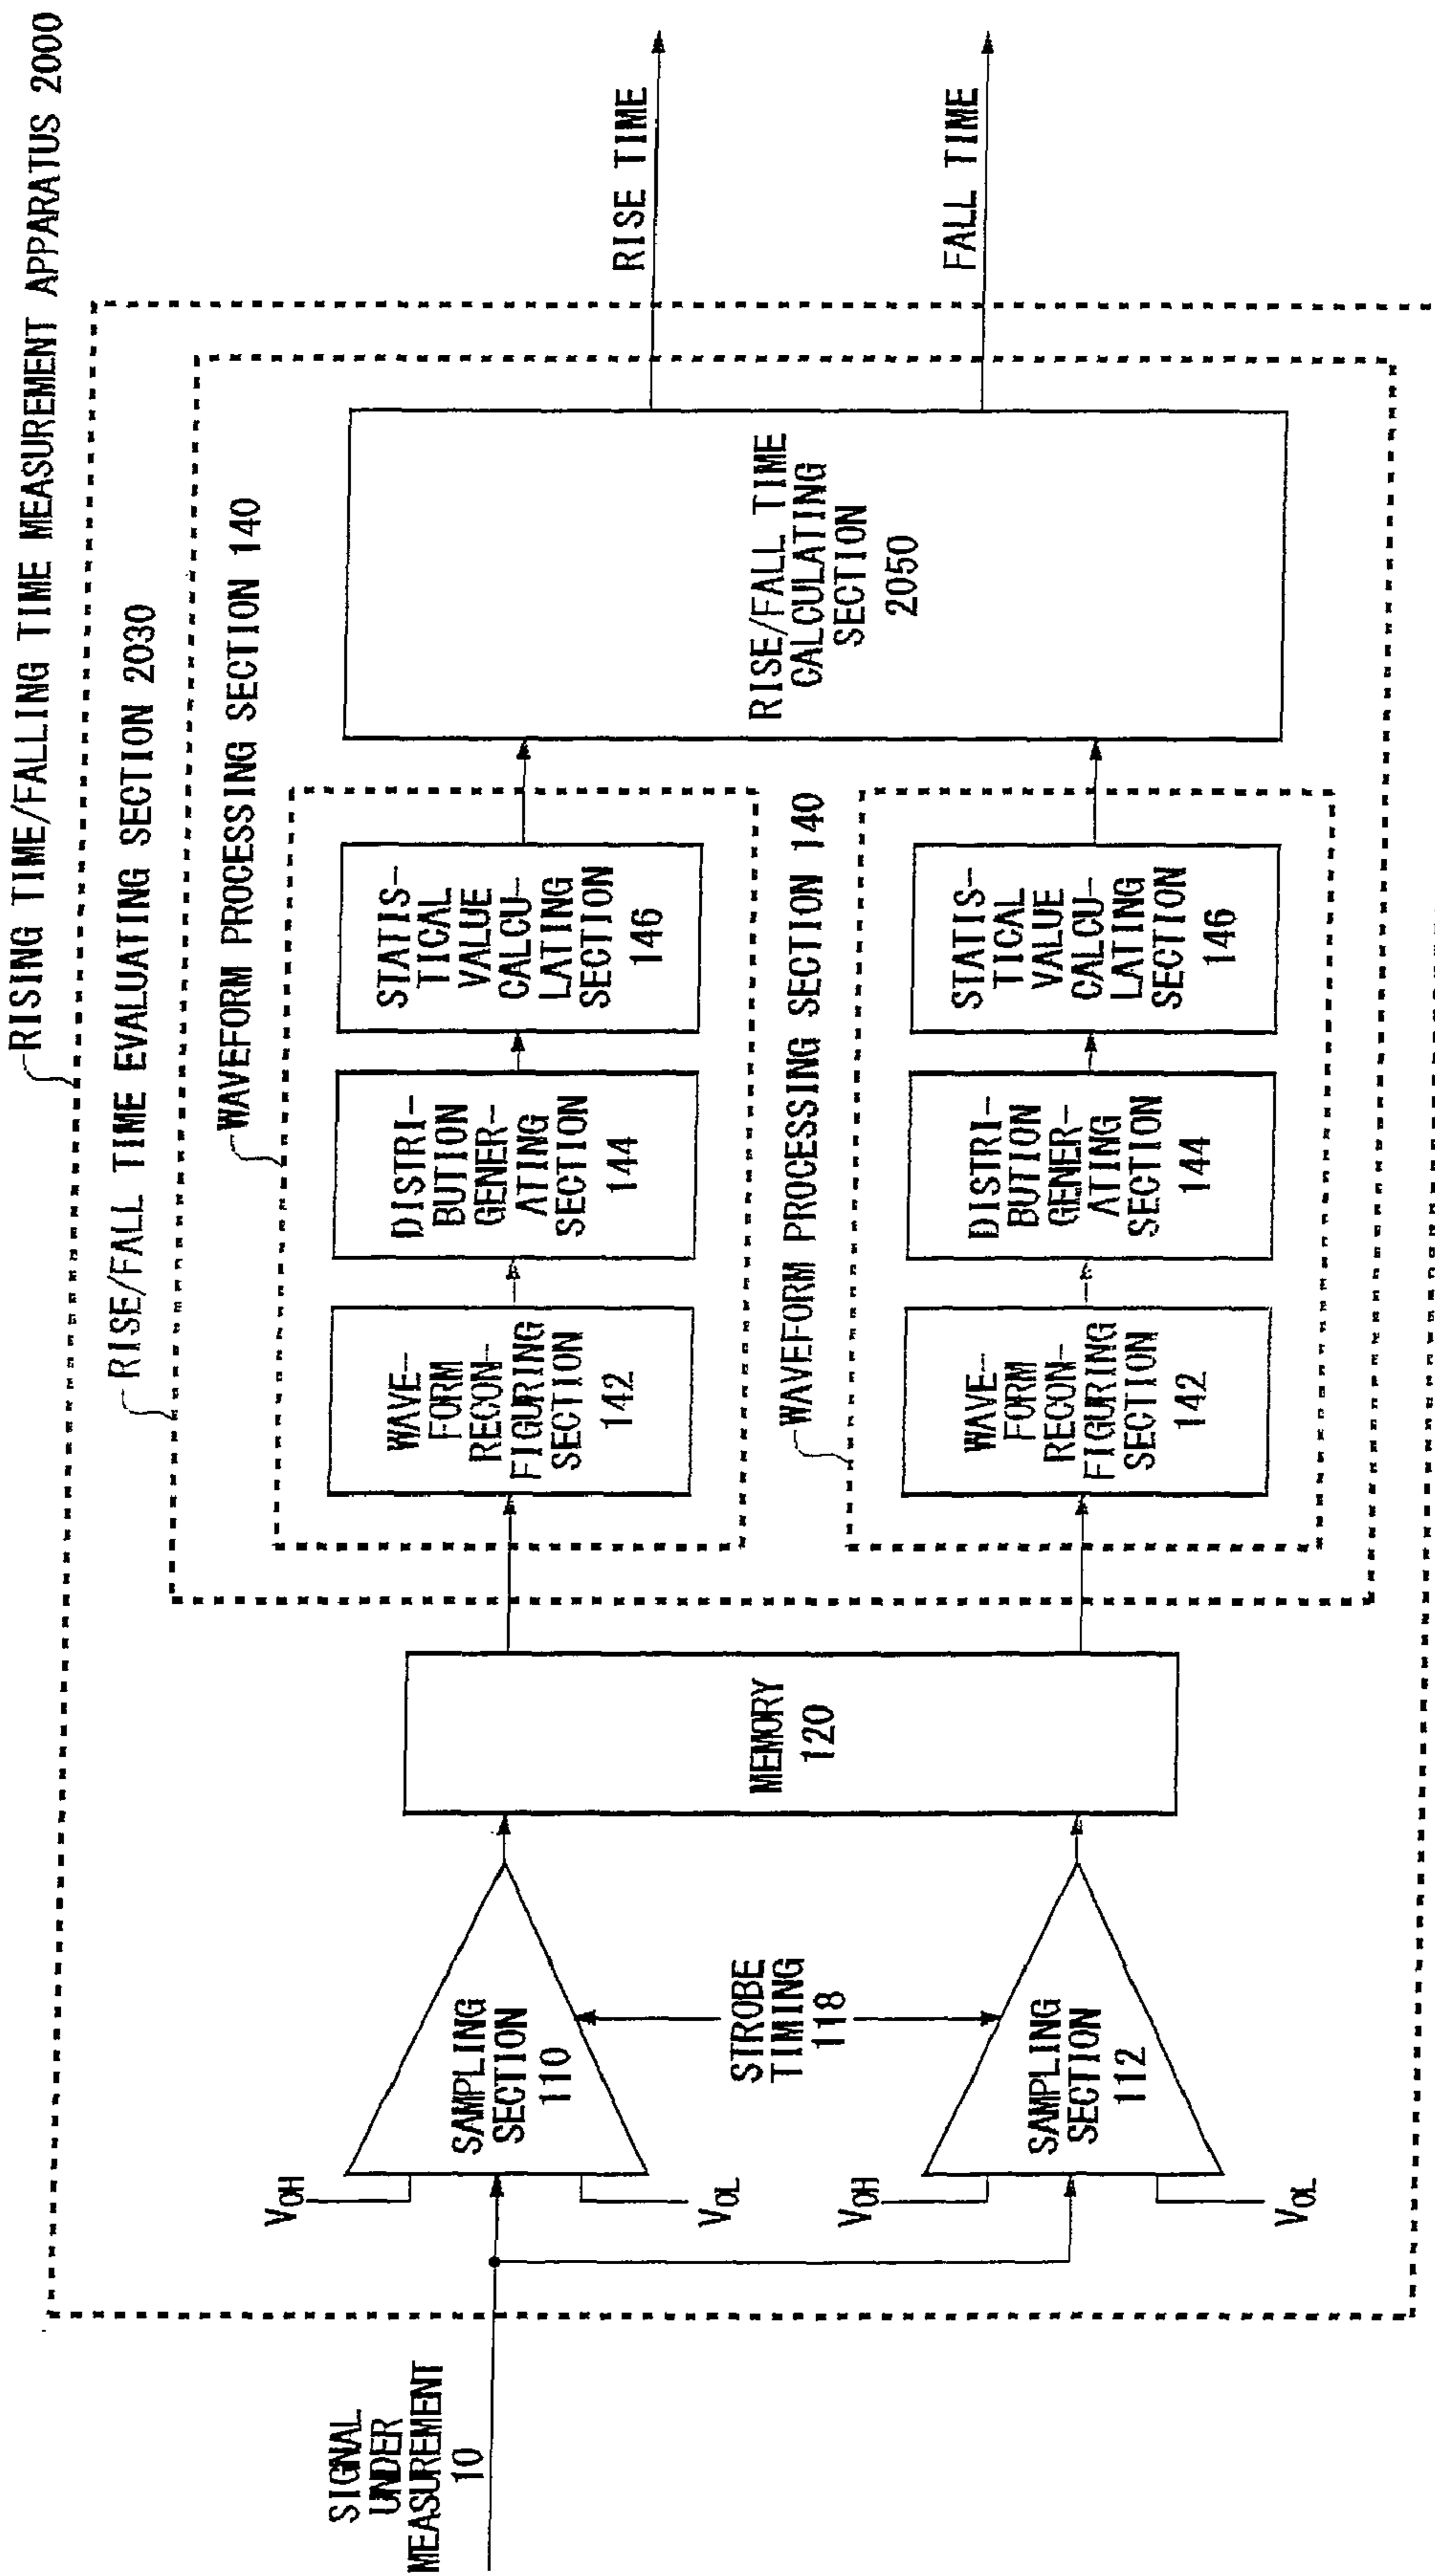 RISING TIME/FALLING TIME MEASUREMENT APPARATUS 2000
RISE/FALL TIME EVALUATING SECTION 2030
WAVEFORM PROCESSING SECTION 140
SIGNAL
UNDER
MEASUREMENT
10
VOH
VOL
SAMPLING
SECTION
110
STROBE
TIMING
118
VOH
VOL
SAMPLING
SECTION
112
MEMORY
120
WAVE-
FORM
RECON-
FIGURING
SECTION
142
DISTRI-
BUTION
GENER-
ATING
SECTION
144
STATIS-
TICAL
VALUE
CALCU-
LATING
SECTION
146
WAVEFORM PROCESSING SECTION 140
WAVE-
FORM
RECON-
FIGURING
SECTION
142
DISTRI-
BUTION
GENER-
ATING
SECTION
144
STATIS-
TICAL
VALUE
CALCU-
LATING
SECTION
146
RISE/FALL TIME
CALCULATING
SECTION
2050
RISE TIME
FALL TIME